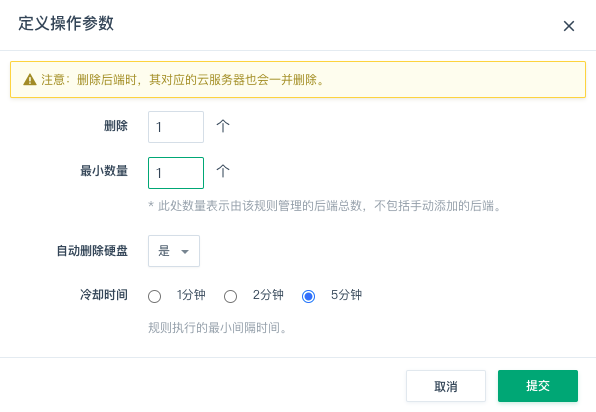 定义操作参数
注意：删除后端时，其对应的云服务器也会一并删除。
删除 1 个
最小数量 1 个
* 此处数量表示由该规则管理的后端总数，不包括手动添加的后端。
自动删除硬盘 是
冷却时间 1分钟 2分钟 5分钟
规则执行的最小间隔时间。
取消 提交